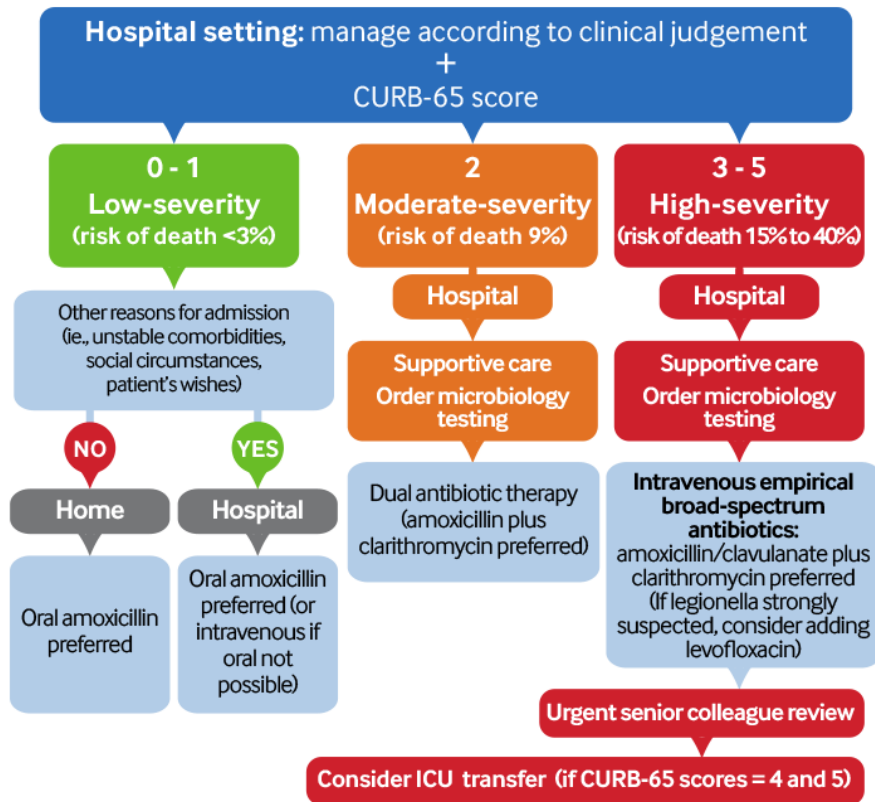 Hospital setting: manage according to clinical judgement
+
CURB-65 score
0 - 1
Low-severity
(risk of death <3%)
Other reasons for admission
(ie., unstable comorbidities,
social circumstances,
patient's wishes)
NO
YES
Home
Hospital
Oral amoxicillin
preferred
Oral amoxicillin
preferred (or
intravenous if
oral not
possible)
2
Moderate-severity
(risk of death 9%)
Hospital
Supportive care
Order microbiology
testing
Dual antibiotic therapy
(amoxicillin plus
clarithromycin preferred)
3 - 5
High-severity
(risk of death 15% to 40%)
Hospital
Supportive care
Order microbiology
testing
Intravenous empirical
broad-spectrum
antibiotics:
amoxicillin/clavulanate plus
clarithromycin preferred
(If legionella strongly
suspected, consider adding
levofloxacin)
Urgent senior colleague review
Consider ICU transfer (if CURB-65 scores = 4 and 5)